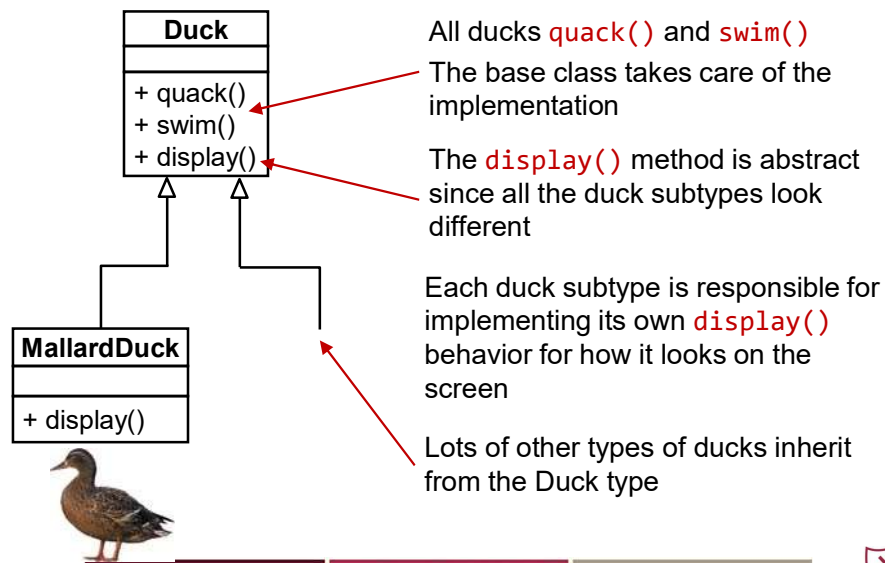 Duck
+ quack()
+ swim()
+ display()
MallardDuck
+ display()
All ducks quack() and swim()
The base class takes care of the
implementation
The display() method is abstract
since all the duck subtypes look
different
Each duck subtype is responsible for
implementing its own display()
behavior for how it looks on the
screen
Lots of other types of ducks inherit
from the Duck type